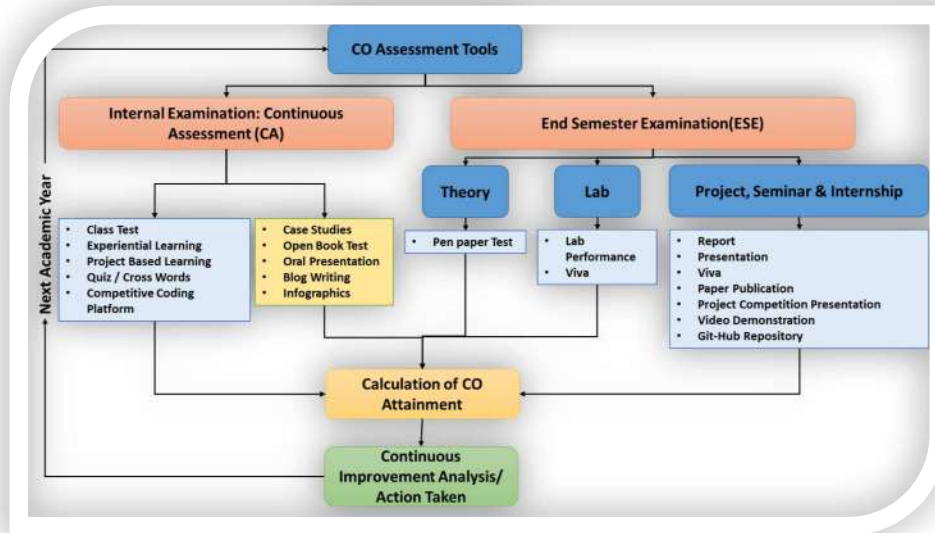 CO Assessment Tools
Internal Examination: Continuous
Assessment (CA)
End Semester Examination(ESE)
Theory
Lab
Project, Seminar & Internship
• Class Test
• Experiential Learning
• Project Based Learning
• Quiz / Cross Words
• Competitive Coding
Platform
• Case Studies
• Open Book Test
• Oral Presentation
• Blog Writing
• Infographics
• Pen paper Test
• Lab
Performance
• Viva
• Report
• Presentation
• Viva
• Paper Publication
• Project Competition Presentation
• Video Demonstration
• Git-Hub Repository
Next Academic Year
Calculation of CO
Attainment
Continuous
Improvement Analysis/
Action Taken